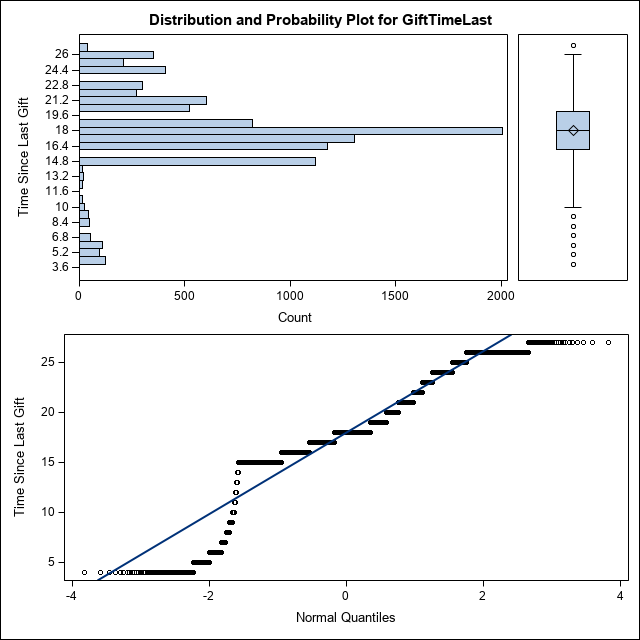 Distribution and Probability Plot for GiftTimeLast
Time Since Last Gift
26
24.4
22.8
21.2
19.6
18
16.4
14.8
13.2
11.6
10
8.4
6.8
5.2
3.6
0 500 1000 1500 2000
Count
Time Since Last Gift
25
20
15
10
5
-4 -2 0 2 4
Normal Quantiles